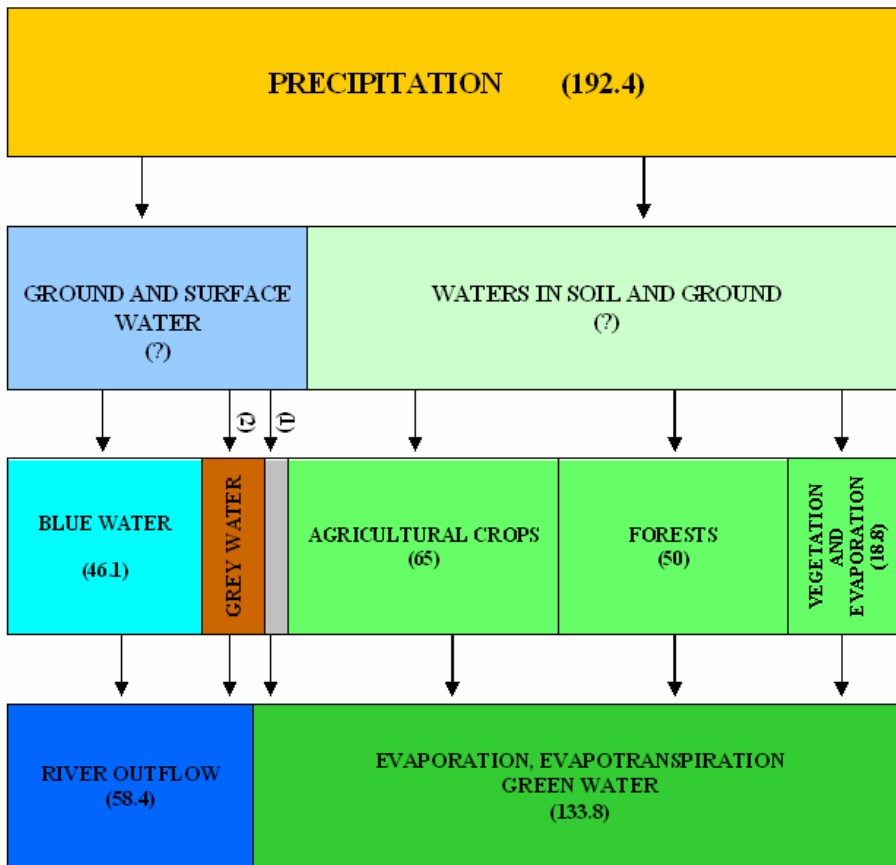 PRECIPITATION (192.4)
GROUND AND SURFACE
WATER
(?)
WATERS IN SOIL AND GROUND
(?)
(2)
(1)
BLUE WATER
(46.1)
GREY WATER
AGRICULTURAL CROPS
(65)
FORESTS
(50)
VEGETATION
AND
EVAPORATION
(18.8)
RIVER OUTFLOW
(58.4)
EVAPORATION, EVAPOTRANSPIRATION
GREEN WATER
(133.8)